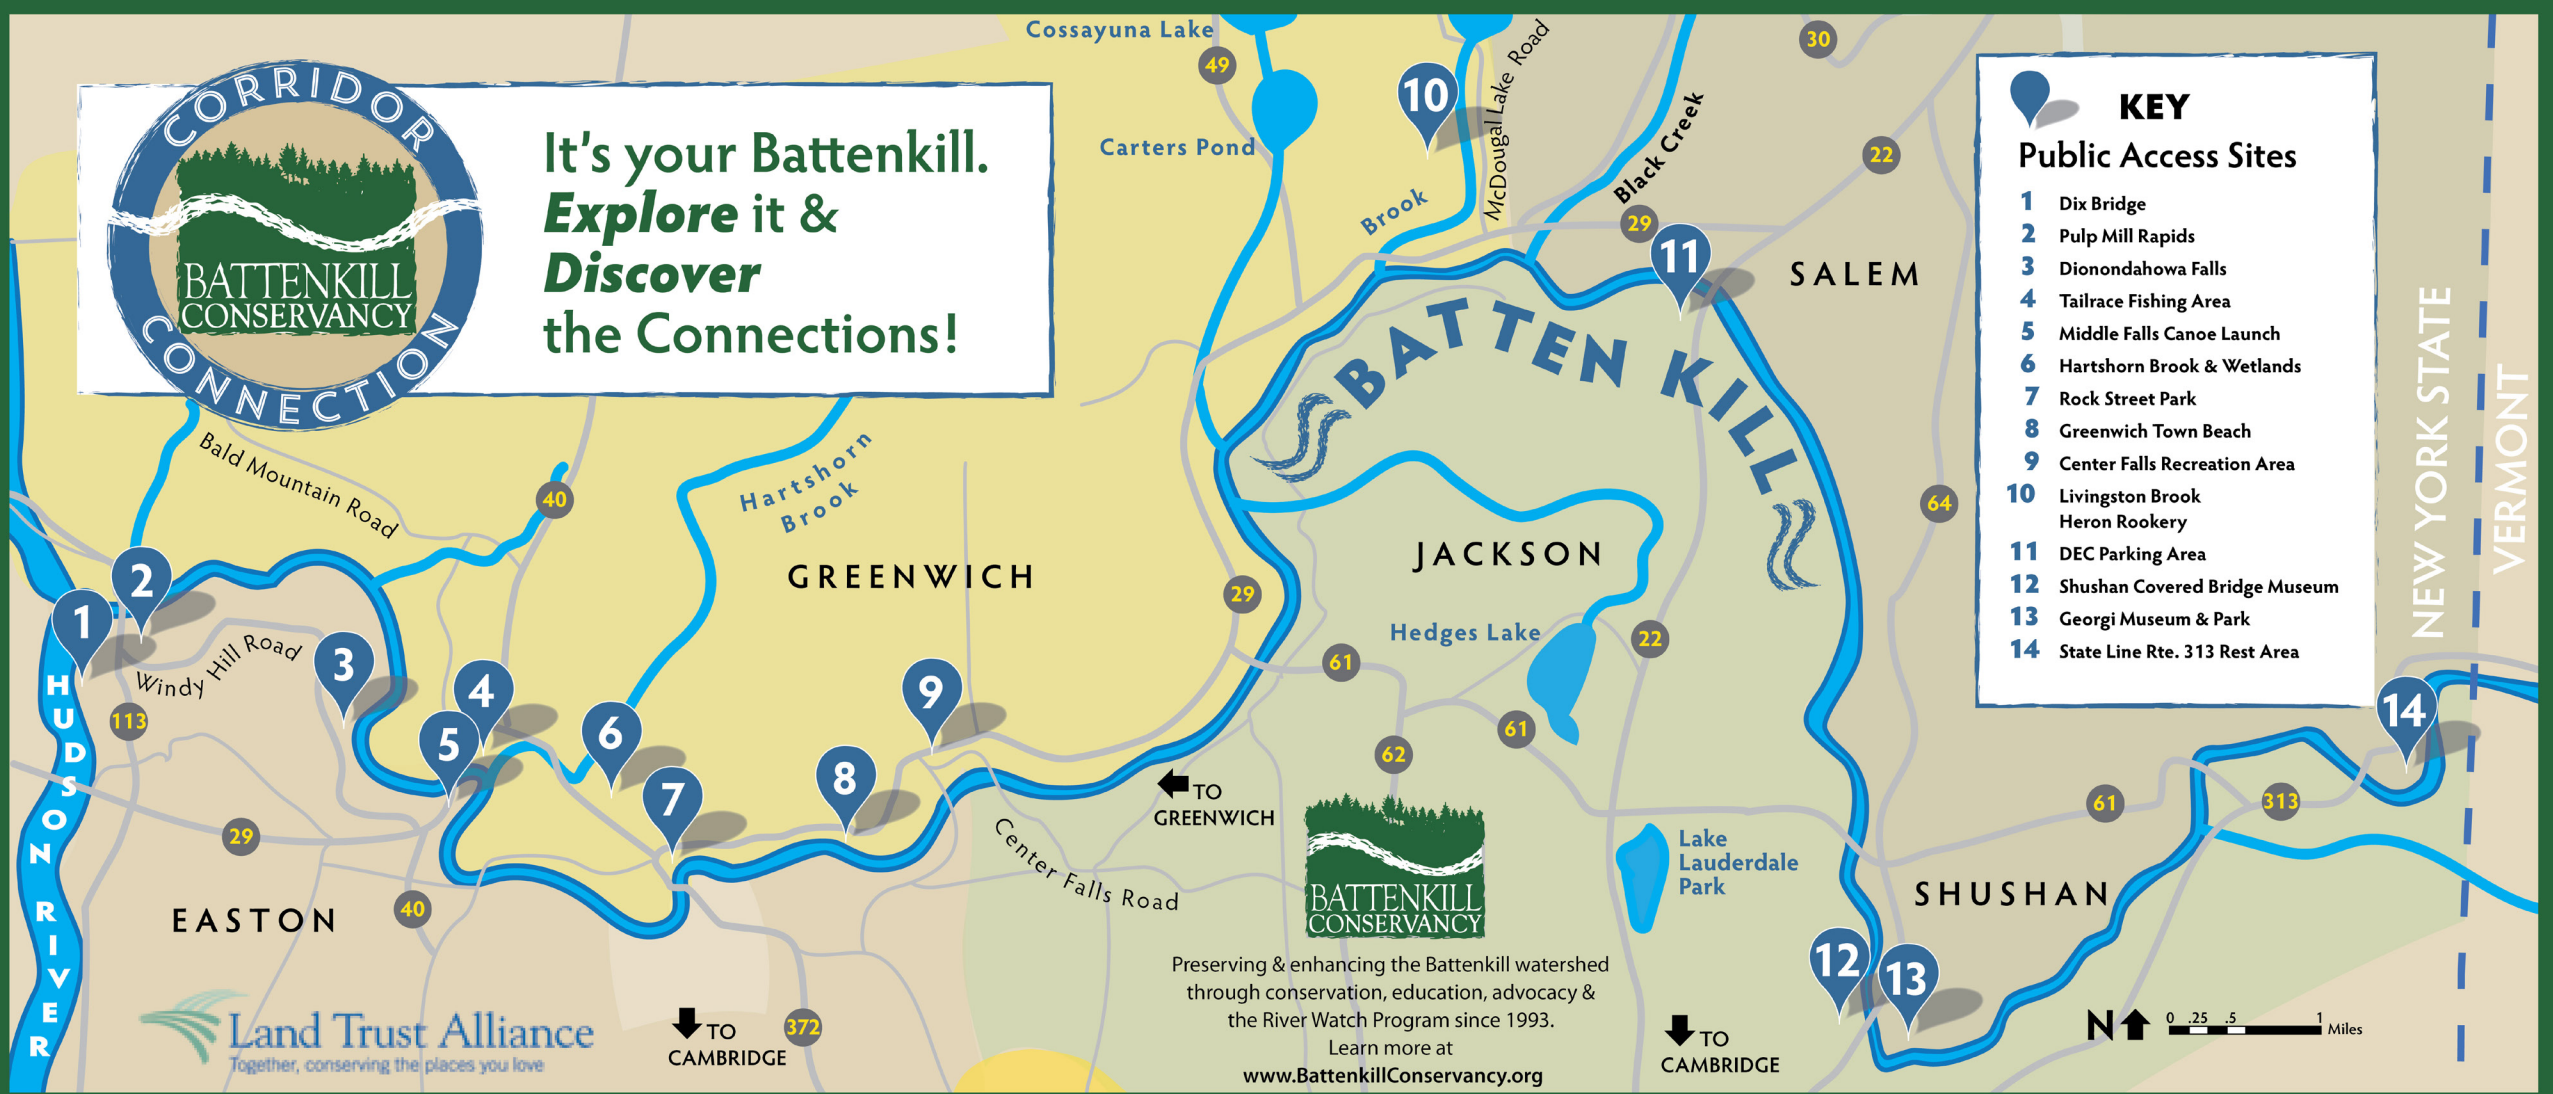 CORRIDOR
BATTENKILL
CONSERVANCY
CONNECTION
It's your Battenkill.
Explore it &
Discover
the Connections!
Cossayuna Lake
49
Carters Pond
10
Brook
McDougal Lake Road
Black Creek
29
11
30
22
SALEM
KEY
Public Access Sites
1 Dix Bridge
2 Pulp Mill Rapids
3 Dionondahowa Falls
4 Tailrace Fishing Area
5 Middle Falls Canoe Launch
6 Hartshorn Brook & Wetlands
7 Rock Street Park
8 Greenwich Town Beach
9 Center Falls Recreation Area
10 Livingston Brook
Heron Rookery
11 DEC Parking Area
12 Shushan Covered Bridge Museum
13 Georgi Museum & Park
14 State Line Rte. 313 Rest Area
NEW YORK STATE
VERMONT
BATTEN KILL
Bald Mountain Road
40
Hartshorn
Brook
GREENWICH
JACKSON
64
29
Hedges Lake
22
61
61
62
1
2
3
4
5
6
7
8
9
Windy Hill Road
113
HUDSON
RIVER
29
40
EASTON
Center Falls Road
TO
GREENWICH
Lake
Lauderdale
Park
61
313
14
SHUSHAN
12
13
BATTENKILL
CONSERVANCY
Preserving & enhancing the Battenkill watershed
through conservation, education, advocacy &
the River Watch Program since 1993.
Learn more at
www.BattenkillConservancy.org
Land Trust Alliance
Together, conserving the places you love
TO
CAMBRIDGE
372
TO
CAMBRIDGE
N
0 .25 .5 1
Miles